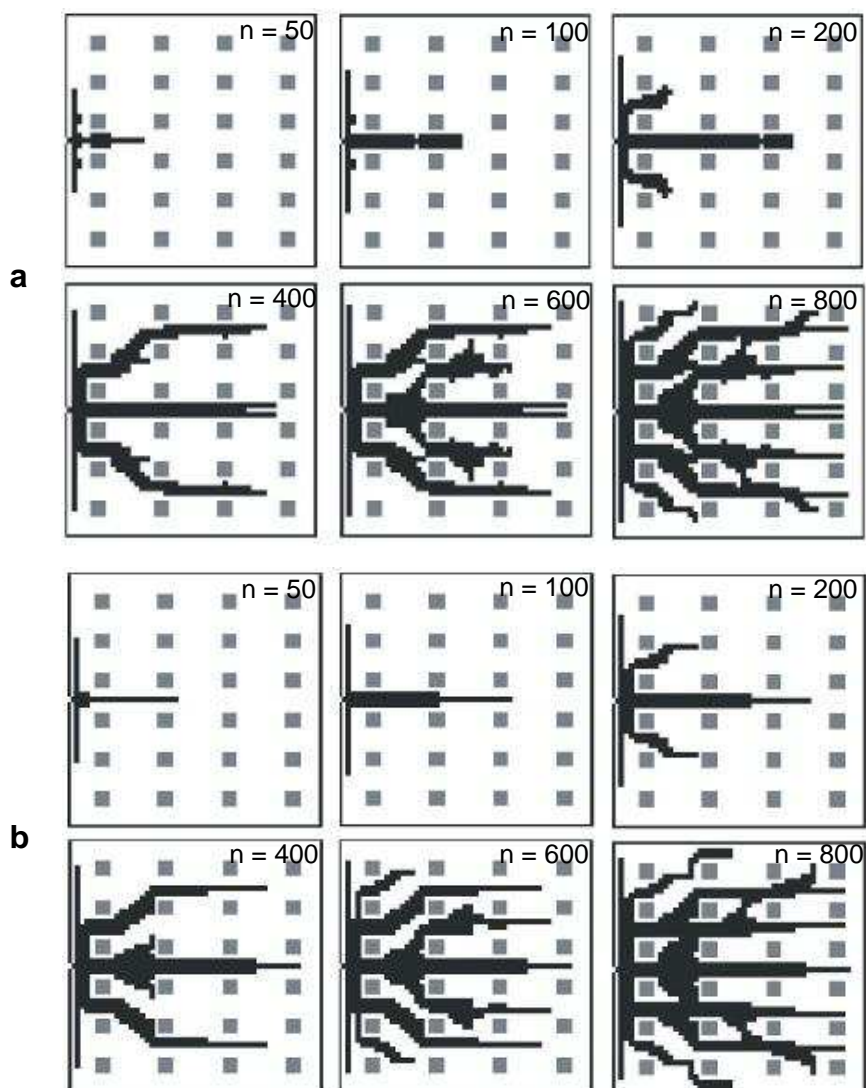 n = 50
n = 100
n = 200
a
n = 400
n = 600
n = 800
n = 50
n = 100
n = 200
b
n = 400
n = 600
n = 800